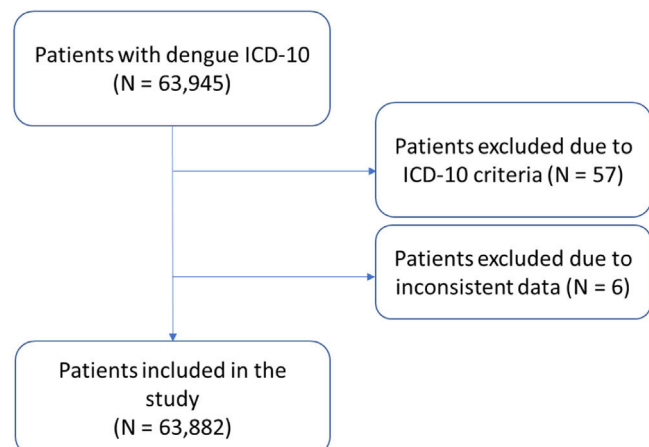 Patients with dengue ICD-10
(N = 63,945)
Patients excluded due to
ICD-10 criteria (N = 57)
Patients excluded due to
inconsistent data (N = 6)
Patients included in the
study
(N = 63,882)